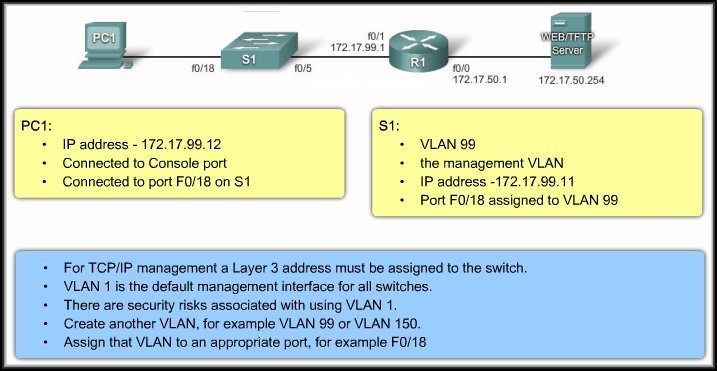 PC1
f0/18
S1
f0/5
f0/1
172.17.99.1
R1
f0/0
172.17.50.1
WEB/TFTP
Server
172.17.50.254
PC1:
• IP address - 172.17.99.12
• Connected to Console port
• Connected to port F0/18 on S1
S1:
• VLAN 99
• the management VLAN
• IP address -172.17.99.11
• Port F0/18 assigned to VLAN 99
• For TCP/IP management a Layer 3 address must be assigned to the switch.
• VLAN 1 is the default management interface for all switches.
• There are security risks associated with using VLAN 1.
• Create another VLAN, for example VLAN 99 or VLAN 150.
• Assign that VLAN to an appropriate port, for example F0/18